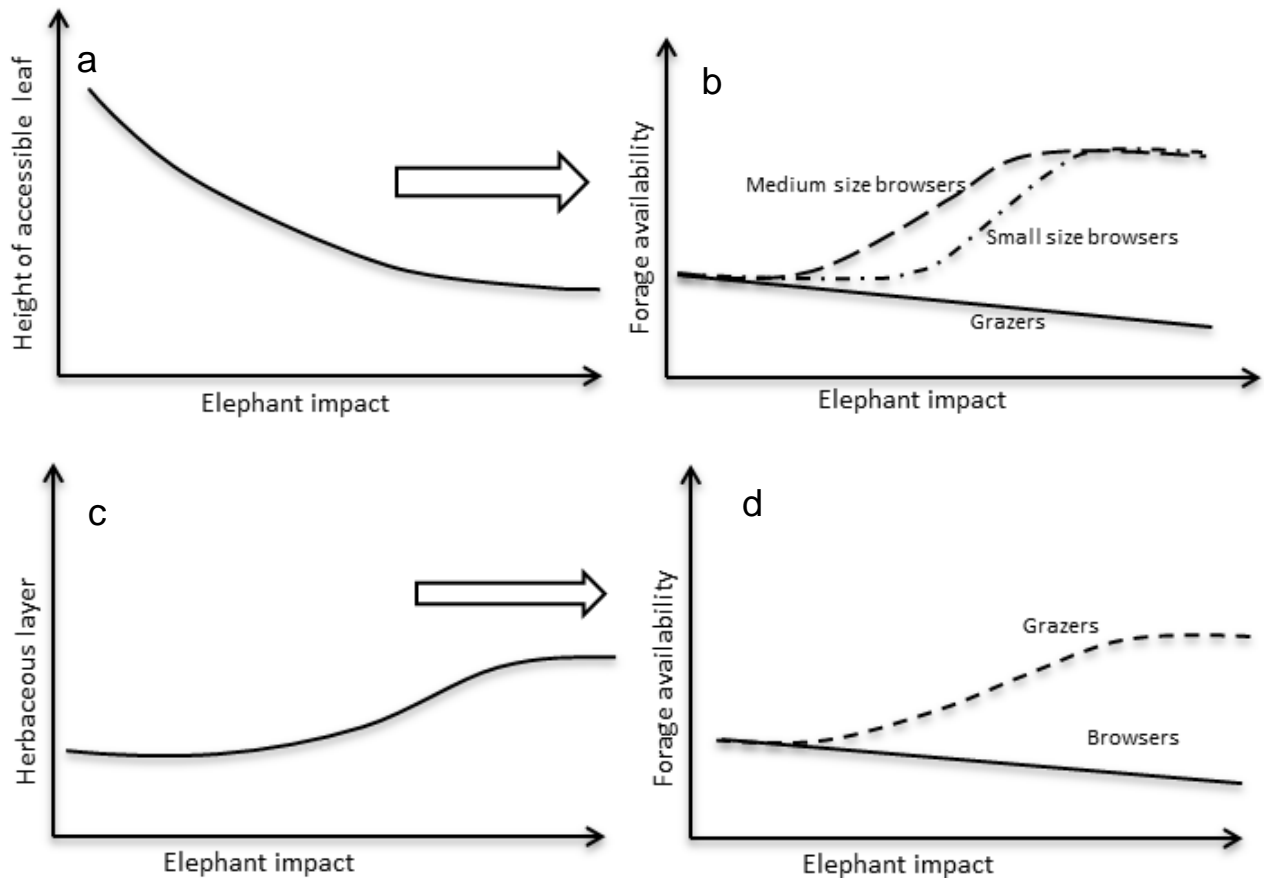 a
Height of accessible leaf
Elephant impact
b
Forage availability
Medium size browsers
Small size browsers
Grazers
Elephant impact
c
Herbaceous layer
Elephant impact
d
Forage availability
Grazers
Browsers
Elephant impact